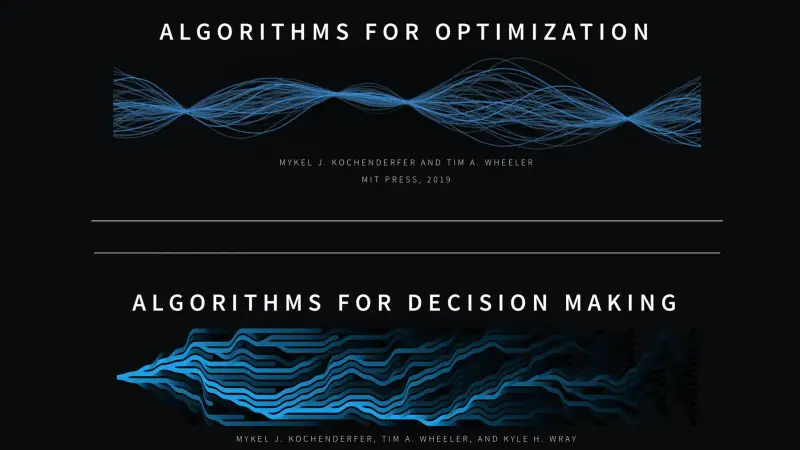 ALGORITHMS FOR OPTIMIZATION
MYKEL J. KOCHENDERFER AND TIM A. WHEELER
MIT PRESS, 2019
ALGORITHMS FOR DECISION MAKING
MYKEL J. KOCHENDERFER, TIM A. WHEELER, AND KYLE H. WRAY